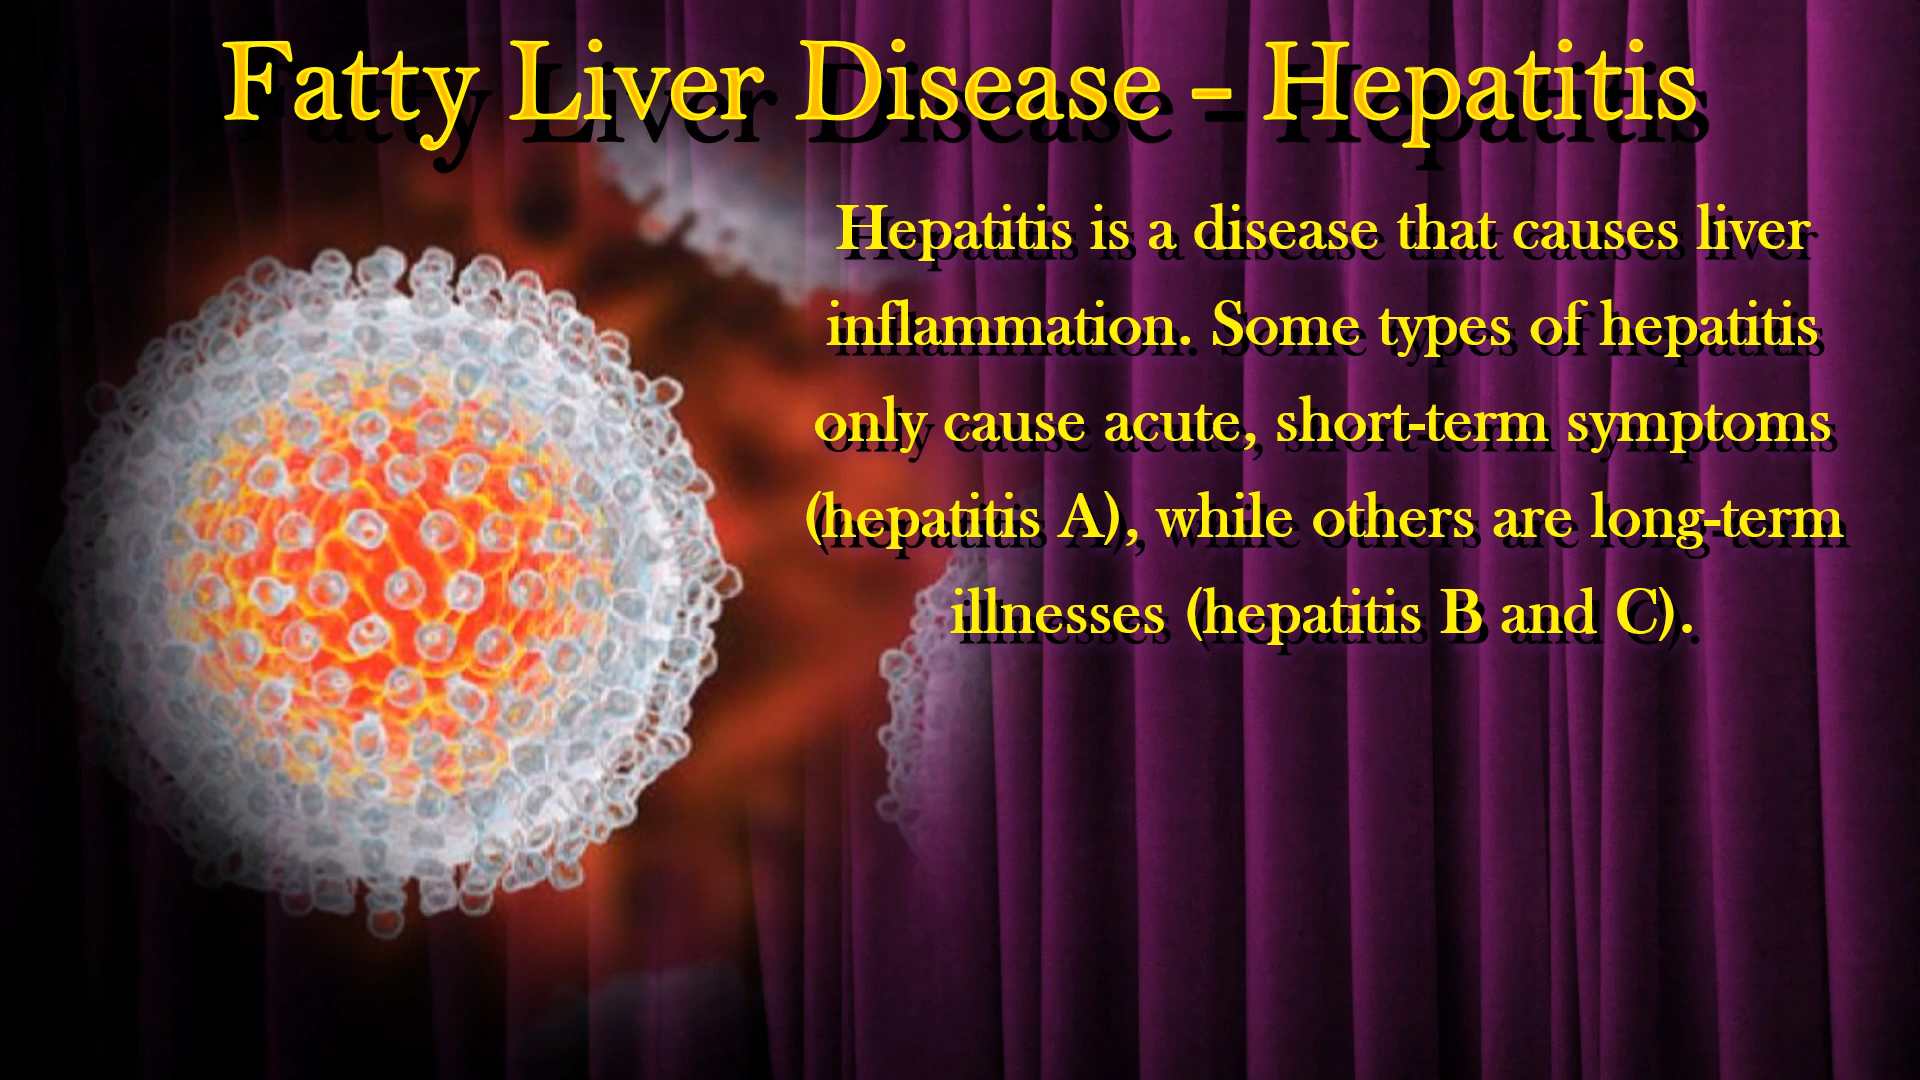 Fatty Liver Disease - Hepatitis
Hepatitis is a disease that causes liver
inflammation. Some types of hepatitis
only cause acute, short-term symptoms
(hepatitis A), while others are long-term
illnesses (hepatitis B and C).